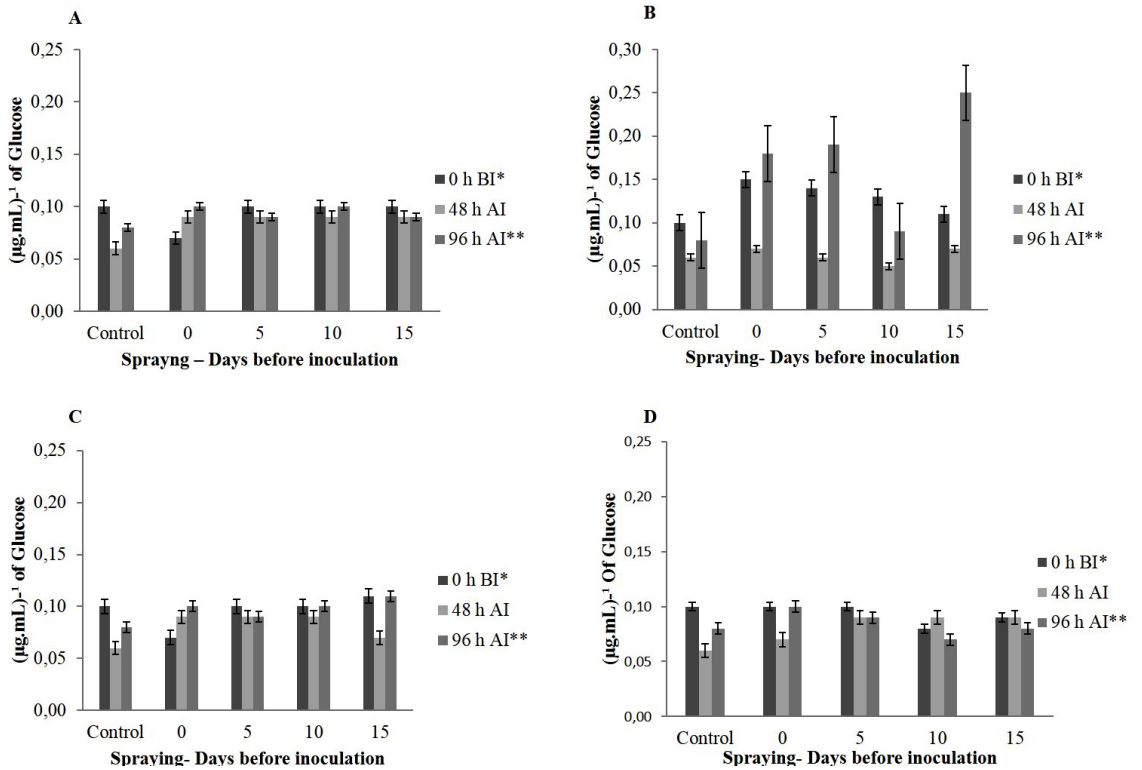 A
0,25
0,20
0,15
0,10
0,05
0,00
(µg.mL)-¹ of Glucose
0 h BI*
48 h AI
96 h AI**
Control 0 5 10 15
Sprayng – Days before inoculation
B
0,30
0,25
0,20
0,15
0,10
0,05
0,00
(µg.mL)-¹ of Glucose
0 h BI*
48 h AI
96 h AI**
Control 0 5 10 15
Spraying- Days before inoculation
C
0,25
0,20
0,15
0,10
0,05
0,00
(µg.mL)-¹ of Glucose
0 h BI*
48 h AI
96 h AI**
Control 0 5 10 15
Spraying- Days before inoculation
D
0,25
0,20
0,15
0,10
0,05
0,00
(µg.mL)-¹ Of Glucose
0 h BI*
48 h AI
96 h AI**
Control 0 5 10 15
Spraying- Days before inoculation